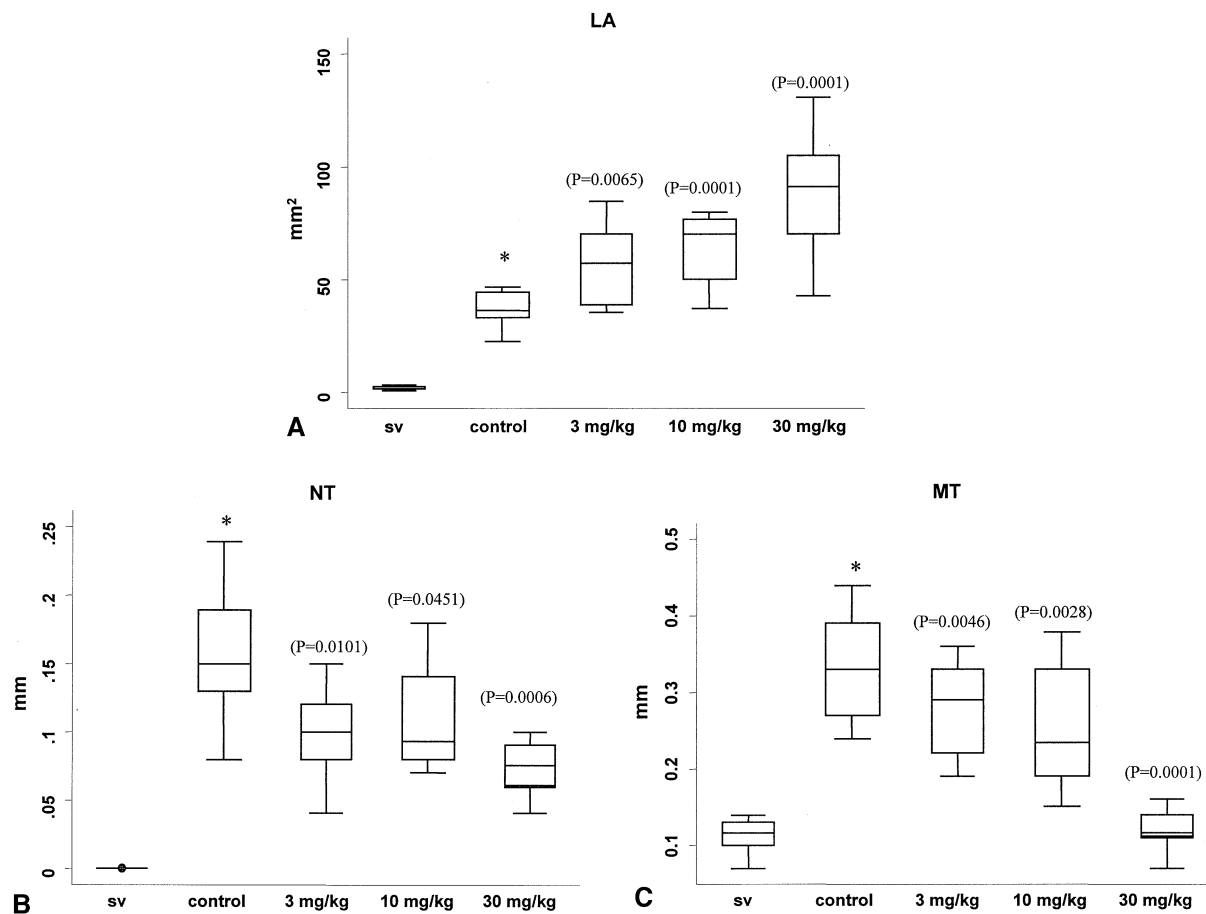 LA
150
100
50
0
mm²
*
(P=0.0065)
(P=0.0001)
(P=0.0001)
A
sv control 3 mg/kg 10 mg/kg 30 mg/kg
NT
.25
.2
.15
.1
.05
0
mm
*
(P=0.0101)
(P=0.0451)
(P=0.0006)
B
sv control 3 mg/kg 10 mg/kg 30 mg/kg
MT
0.5
0.4
0.3
0.2
0.1
mm
*
(P=0.0046)
(P=0.0028)
(P=0.0001)
C
sv control 3 mg/kg 10 mg/kg 30 mg/kg